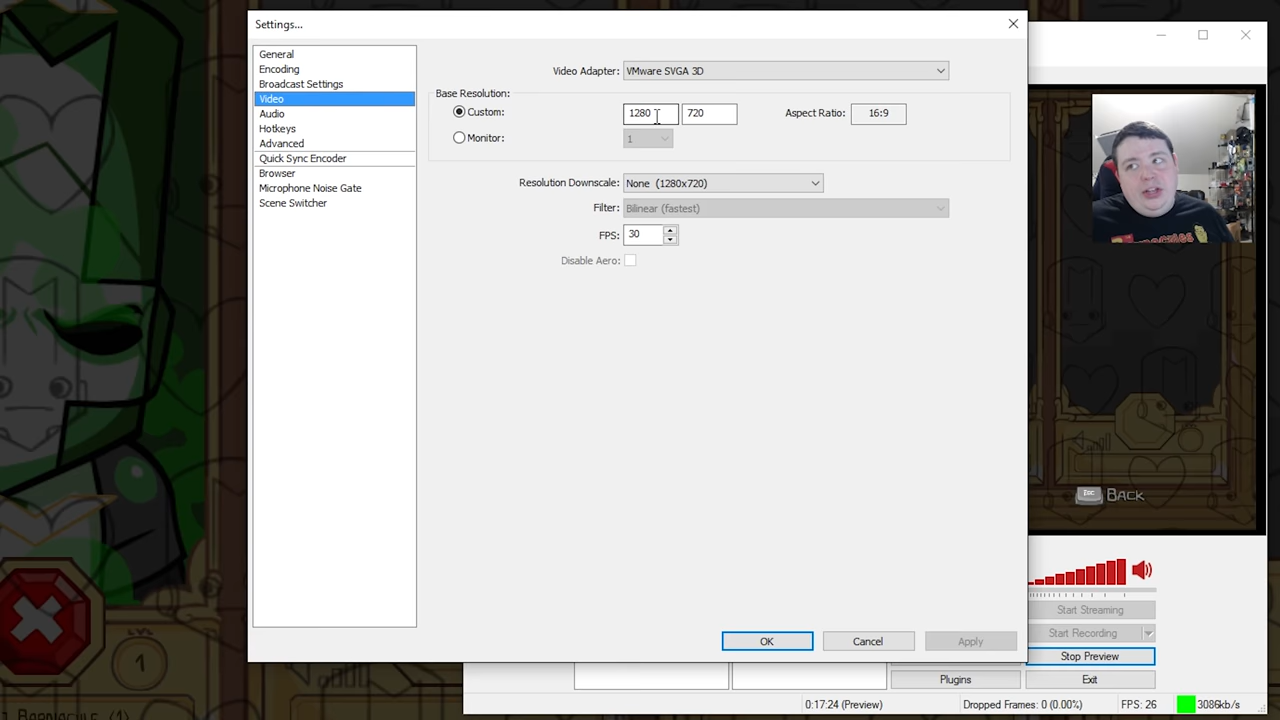 Settings...
General
Encoding
Broadcast Settings
Video
Audio
Hotkeys
Advanced
Quick Sync Encoder
Browser
Microphone Noise Gate
Scene Switcher
Video Adapter: VMware SVGA 3D
Base Resolution:
Custom: 1280 720 Aspect Ratio: 16:9
Monitor: 1
Resolution Downscale: None (1280x720)
Filter: Bilinear (fastest)
FPS: 30
Disable Aero:
OK Cancel Apply
Esc BACK
Start Streaming
Start Recording
Stop Preview
Plugins Exit
0:17:24 (Preview) Dropped Frames: 0 (0.00%) FPS: 26 3086kb/s
LVL
1